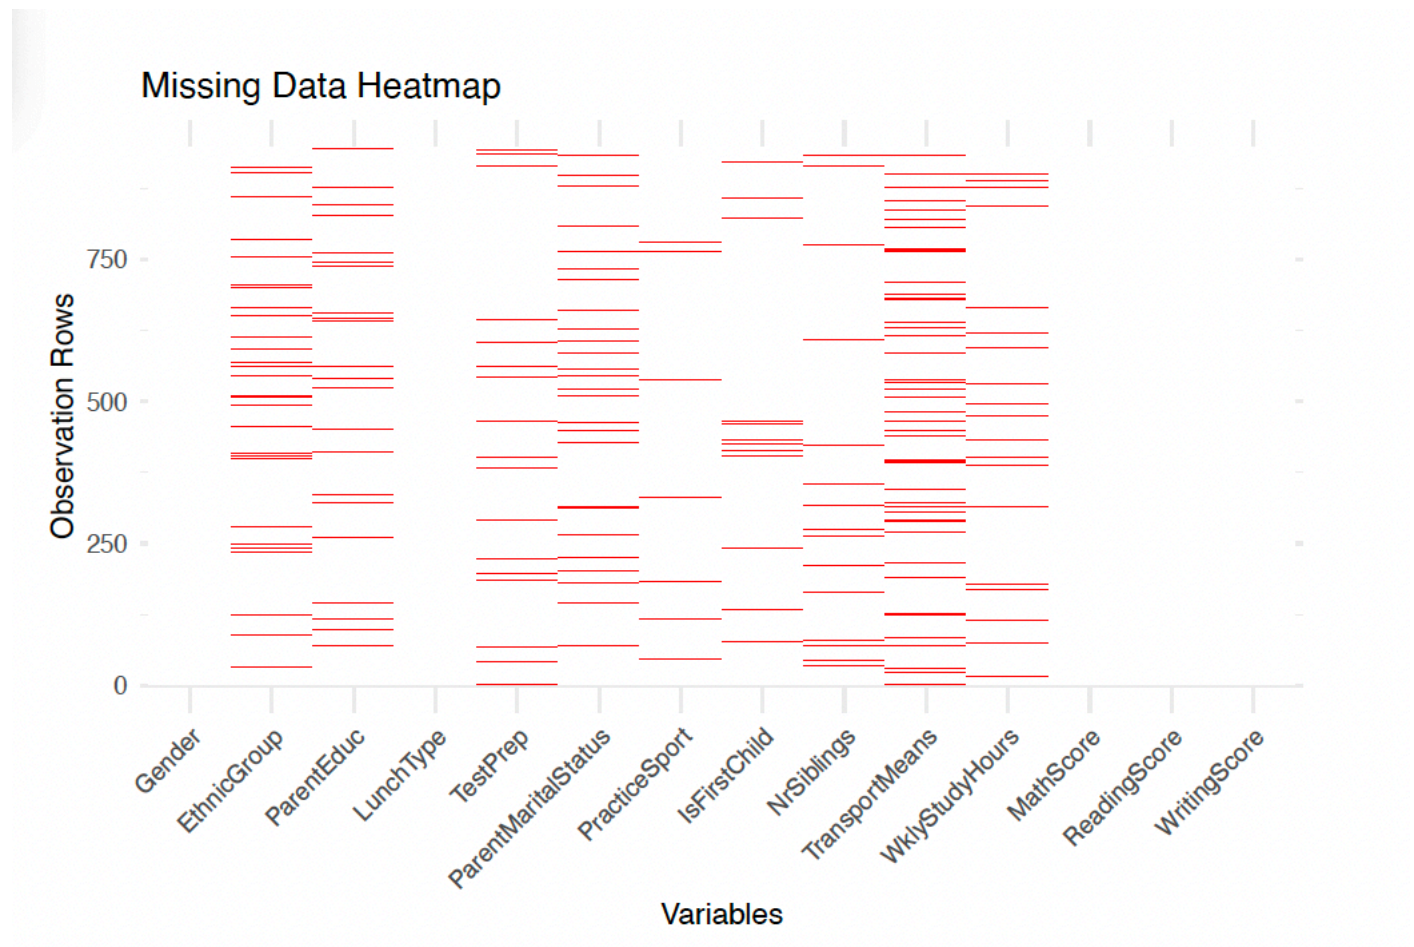 Missing Data Heatmap
Observation Rows
750
500
250
0
Gender
EthnicGroup
ParentEduc
LunchType
TestPrep
ParentMaritalStatus
PracticeSport
IsFirstChild
NrSiblings
TransportMeans
WklyStudyHours
MathScore
ReadingScore
WritingScore
Variables